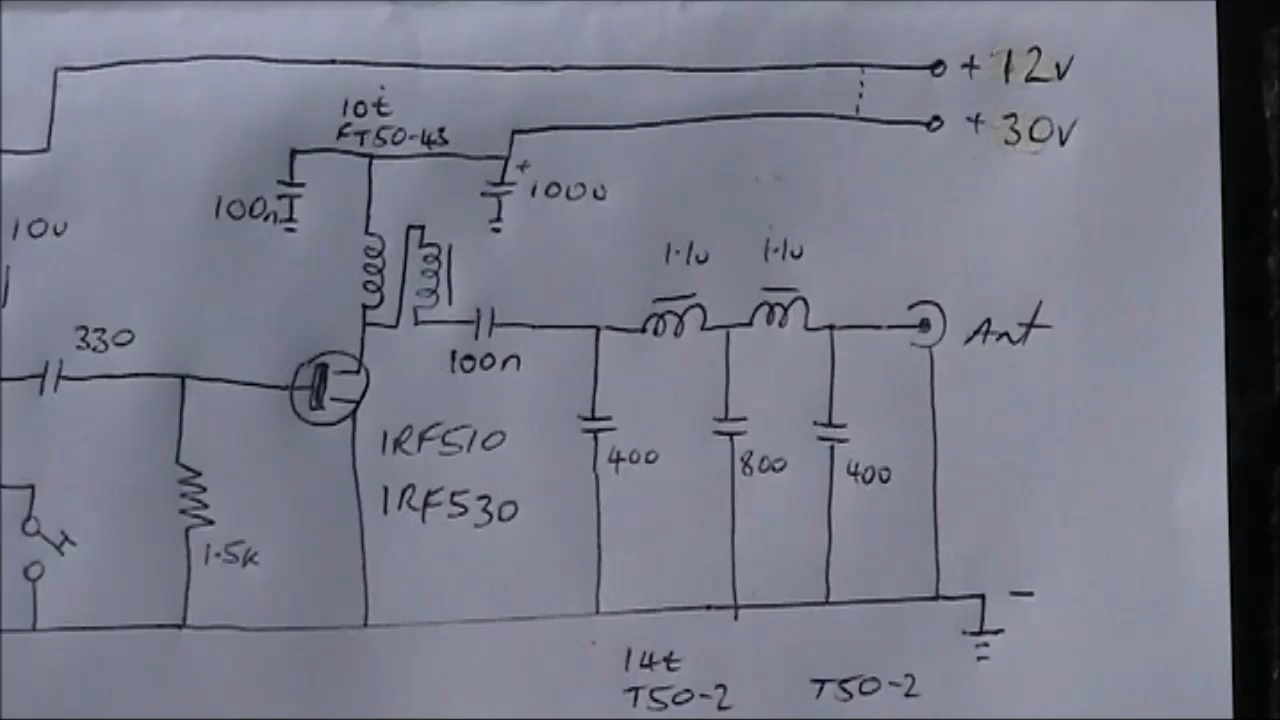 + 12v
10t
FT50-43
+ 30v
+
100n
100u
10u
1.1u
1.1u
330
100n
Ant
IRF510
400
800
400
IRF530
1.5k
-
14t
T50-2
T50-2